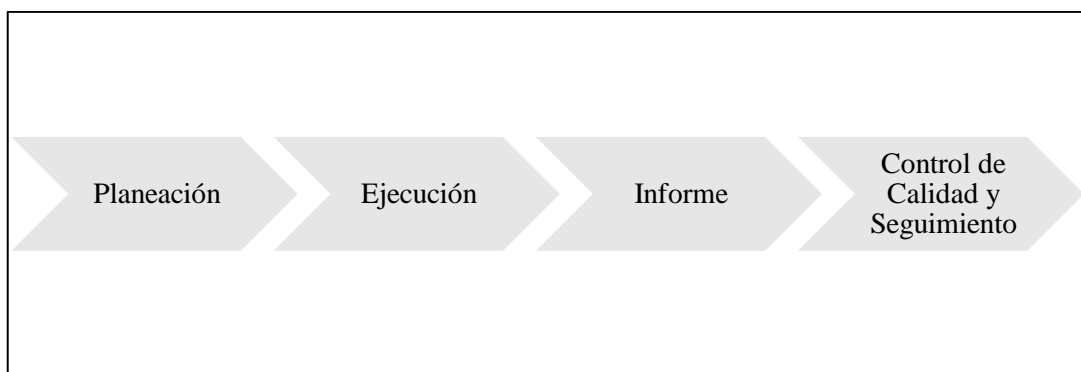 Planeación
Ejecución
Informe
Control de
Calidad y
Seguimiento